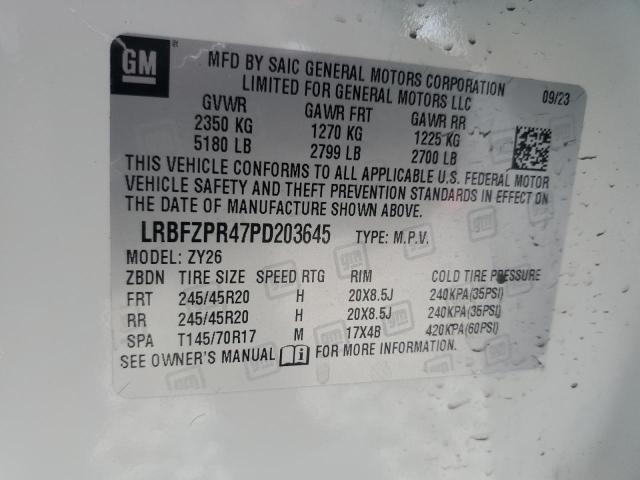 GM
MFD BY SAIC GENERAL MOTORS CORPORATION
LIMITED FOR GENERAL MOTORS LLC
09/23
GVWR GAWR FRT GAWR RR
2350 KG 1270 KG 1225 KG
5180 LB 2799 LB 2700 LB
THIS VEHICLE CONFORMS TO ALL APPLICABLE U.S. FEDERAL MOTOR
VEHICLE SAFETY AND THEFT PREVENTION STANDARDS IN EFFECT ON
THE DATE OF MANUFACTURE SHOWN ABOVE.
LRBFZPR47PD203645 TYPE: M.P.V.
MODEL: ZY26
ZBDN TIRE SIZE SPEED RTG RIM COLD TIRE PRESSURE
FRT 245/45R20 H 20X8.5J 240KPA(35PSI)
RR 245/45R20 H 20X8.5J 240KPA(35PSI)
SPA T145/70R17 M 17X4B 420KPA(60PSI)
SEE OWNER'S MANUAL FOR MORE INFORMATION.